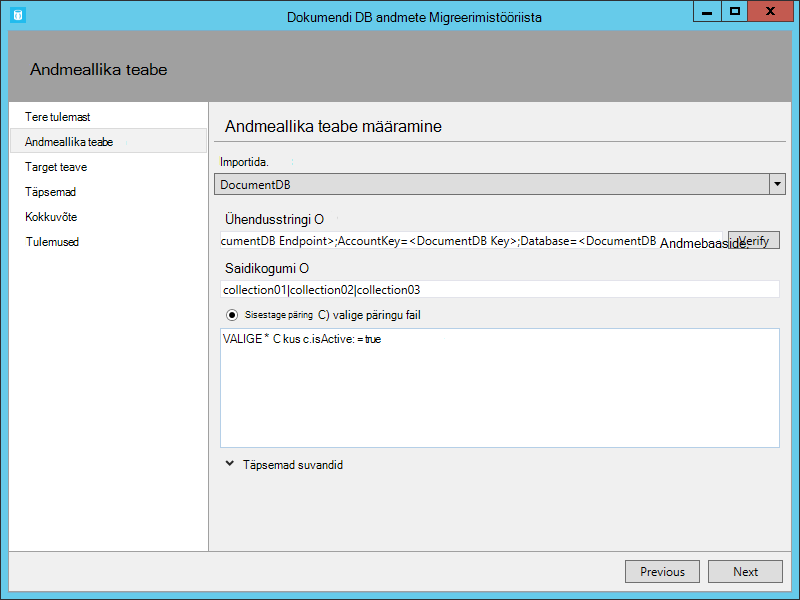 Dokumendi DB andmete Migreerimistööriista
Andmeallika teabe
Tere tulemast
Andmeallika teabe
Target teave
Täpsemad
Kokkuvõte
Tulemused
Andmeallika teabe määramine
Importida.
DocumentDB
Ühendusstringi O
cumentDB Endpoint>;AccountKey=<DocumentDB Key>;Database=<DocumentDB Andmebaaside. Verify
Saidikogumi O
collection01|collection02|collection03
Sisestage päring C) valige päringu fail
VALIGE * C kus c.isActive: = true
Täpsemad suvandid
Previous Next